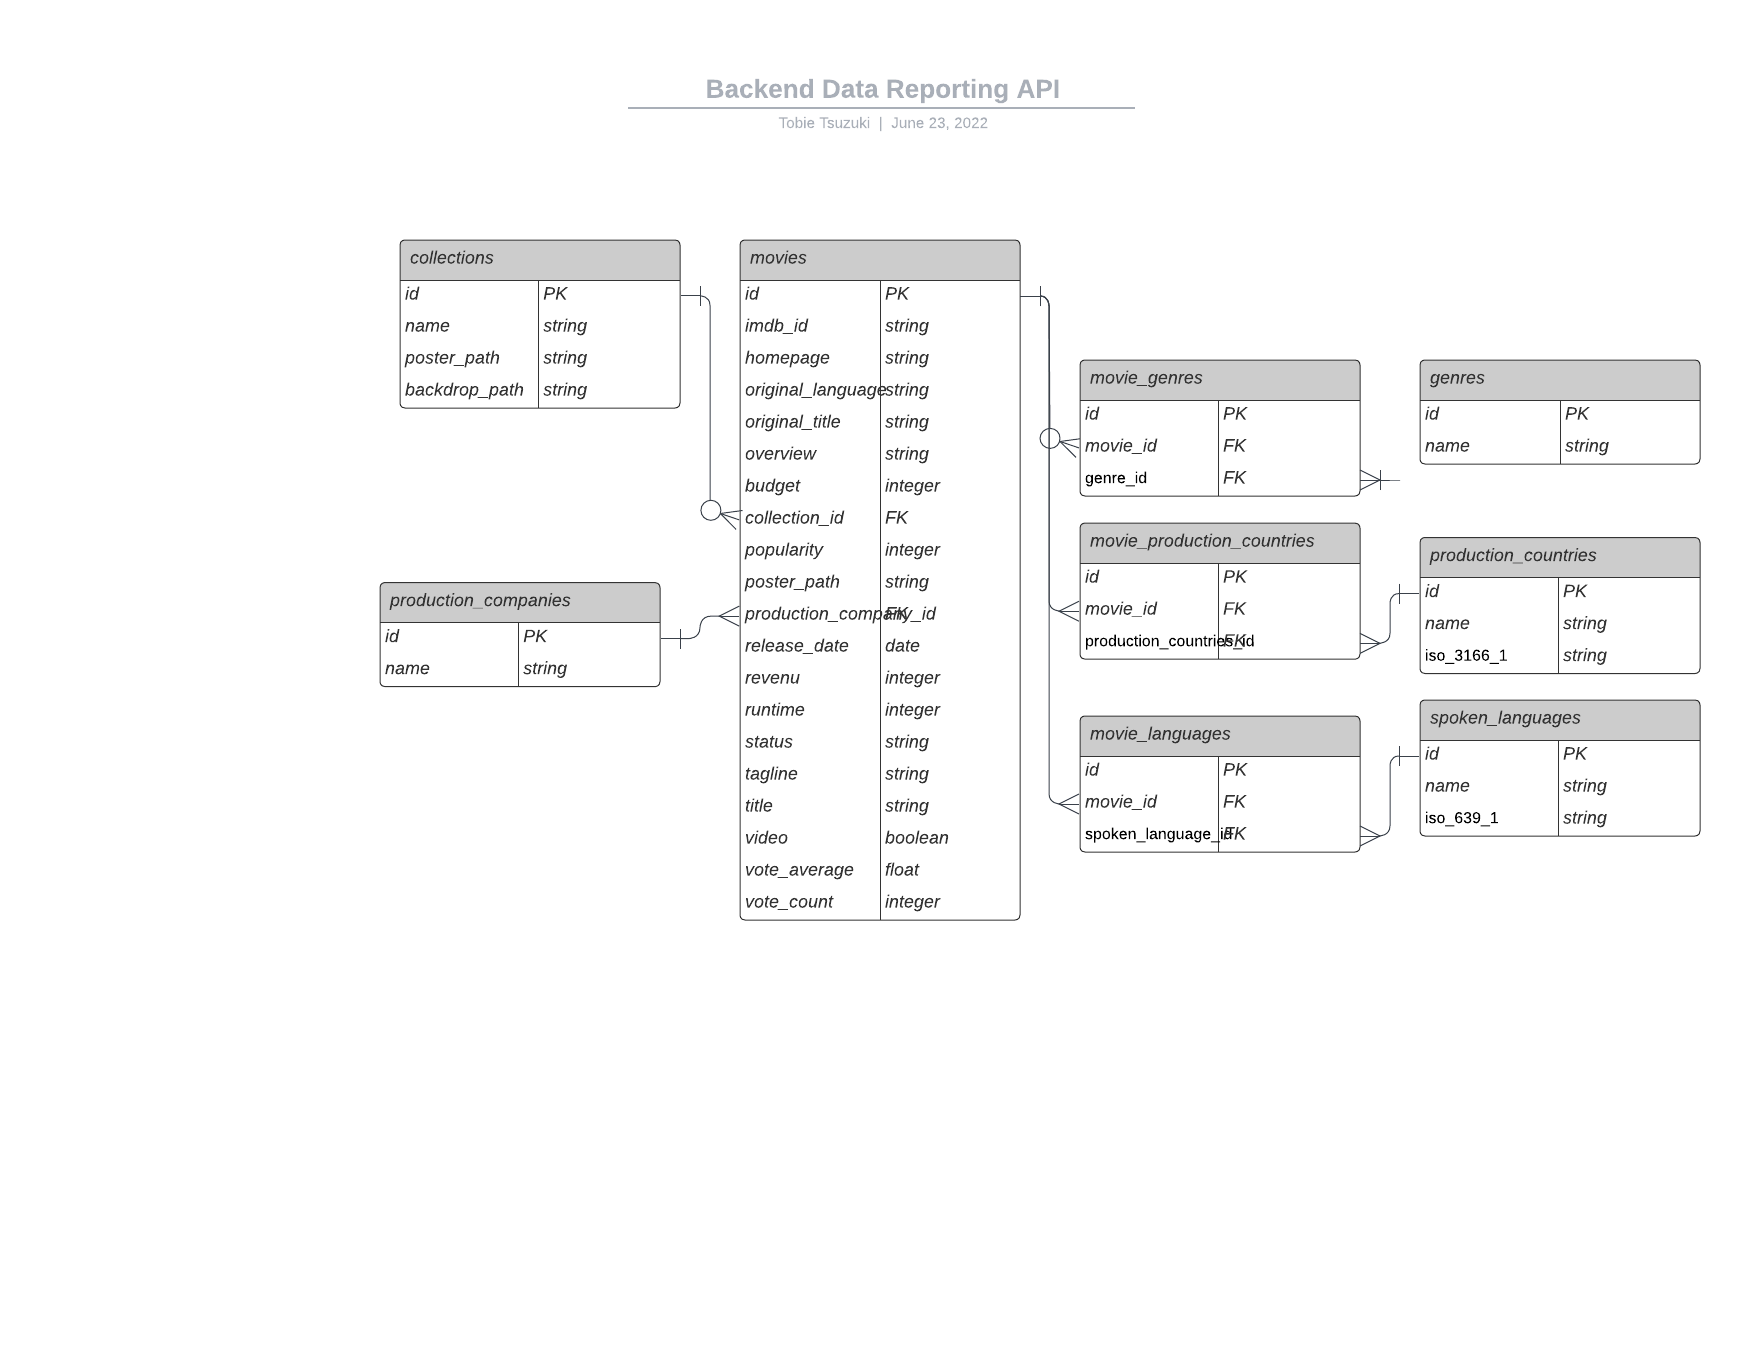 Backend Data Reporting API
Tobie Tsuzuki | June 23, 2022
collections
id PK
name string
poster_path string
backdrop_path string
production_companies
id PK
name string
movies
id PK
imdb_id string
homepage string
original_language string
original_title string
overview string
budget integer
collection_id FK
popularity integer
poster_path string
production_company_id FK
release_date date
revenu integer
runtime integer
status string
tagline string
title string
video boolean
vote_average float
vote_count integer
movie_genres
id PK
movie_id FK
genre_id FK
genres
id PK
name string
movie_production_countries
id PK
movie_id FK
production_countries_id FK
production_countries
id PK
name string
iso_3166_1 string
movie_languages
id PK
movie_id FK
spoken_language_id FK
spoken_languages
id PK
name string
iso_639_1 string